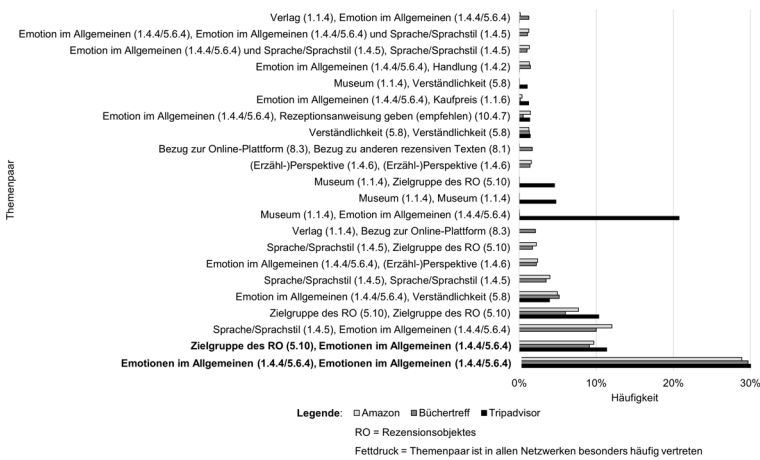 Verlag (1.1.4), Emotion im Allgemeinen (1.4.4/5.6.4)
Emotion im Allgemeinen (1.4.4/5.6.4), Emotion im Allgemeinen (1.4.4/5.6.4) und Sprache/Sprachstil (1.4.5)
Emotion im Allgemeinen (1.4.4/5.6.4) und Sprache/Sprachstil (1.4.5), Sprache/Sprachstil (1.4.5)
Emotion im Allgemeinen (1.4.4/5.6.4), Handlung (1.4.2)
Museum (1.1.4), Verständlichkeit (5.8)
Emotion im Allgemeinen (1.4.4/5.6.4), Kaufpreis (1.1.6)
Emotion im Allgemeinen (1.4.4/5.6.4), Rezeptionsanweisung geben (empfehlen) (10.4.7)
Verständlichkeit (5.8), Verständlichkeit (5.8)
Bezug zur Online-Plattform (8.3), Bezug zu anderen rezensiven Texten (8.1)
(Erzähl-)Perspektive (1.4.6), (Erzähl-)Perspektive (1.4.6)
Museum (1.1.4), Zielgruppe des RO (5.10)
Museum (1.1.4), Museum (1.1.4)
Museum (1.1.4), Emotion im Allgemeinen (1.4.4/5.6.4)
Verlag (1.1.4), Bezug zur Online-Plattform (8.3)
Sprache/Sprachstil (1.4.5), Zielgruppe des RO (5.10)
Emotion im Allgemeinen (1.4.4/5.6.4), (Erzähl-)Perspektive (1.4.6)
Sprache/Sprachstil (1.4.5), Sprache/Sprachstil (1.4.5)
Emotion im Allgemeinen (1.4.4/5.6.4), Verständlichkeit (5.8)
Zielgruppe des RO (5.10), Zielgruppe des RO (5.10)
Sprache/Sprachstil (1.4.5), Emotion im Allgemeinen (1.4.4/5.6.4)
Zielgruppe des RO (5.10), Emotionen im Allgemeinen (1.4.4/5.6.4)
Emotionen im Allgemeinen (1.4.4/5.6.4), Emotionen im Allgemeinen (1.4.4/5.6.4)
Themenpaar
0% 10% 20% 30%
Häufigkeit
Legende: Amazon Büchertreff Tripadvisor
RO = Rezensionsobjektes
Fettdruck = Themenpaar ist in allen Netzwerken besonders häufig vertreten